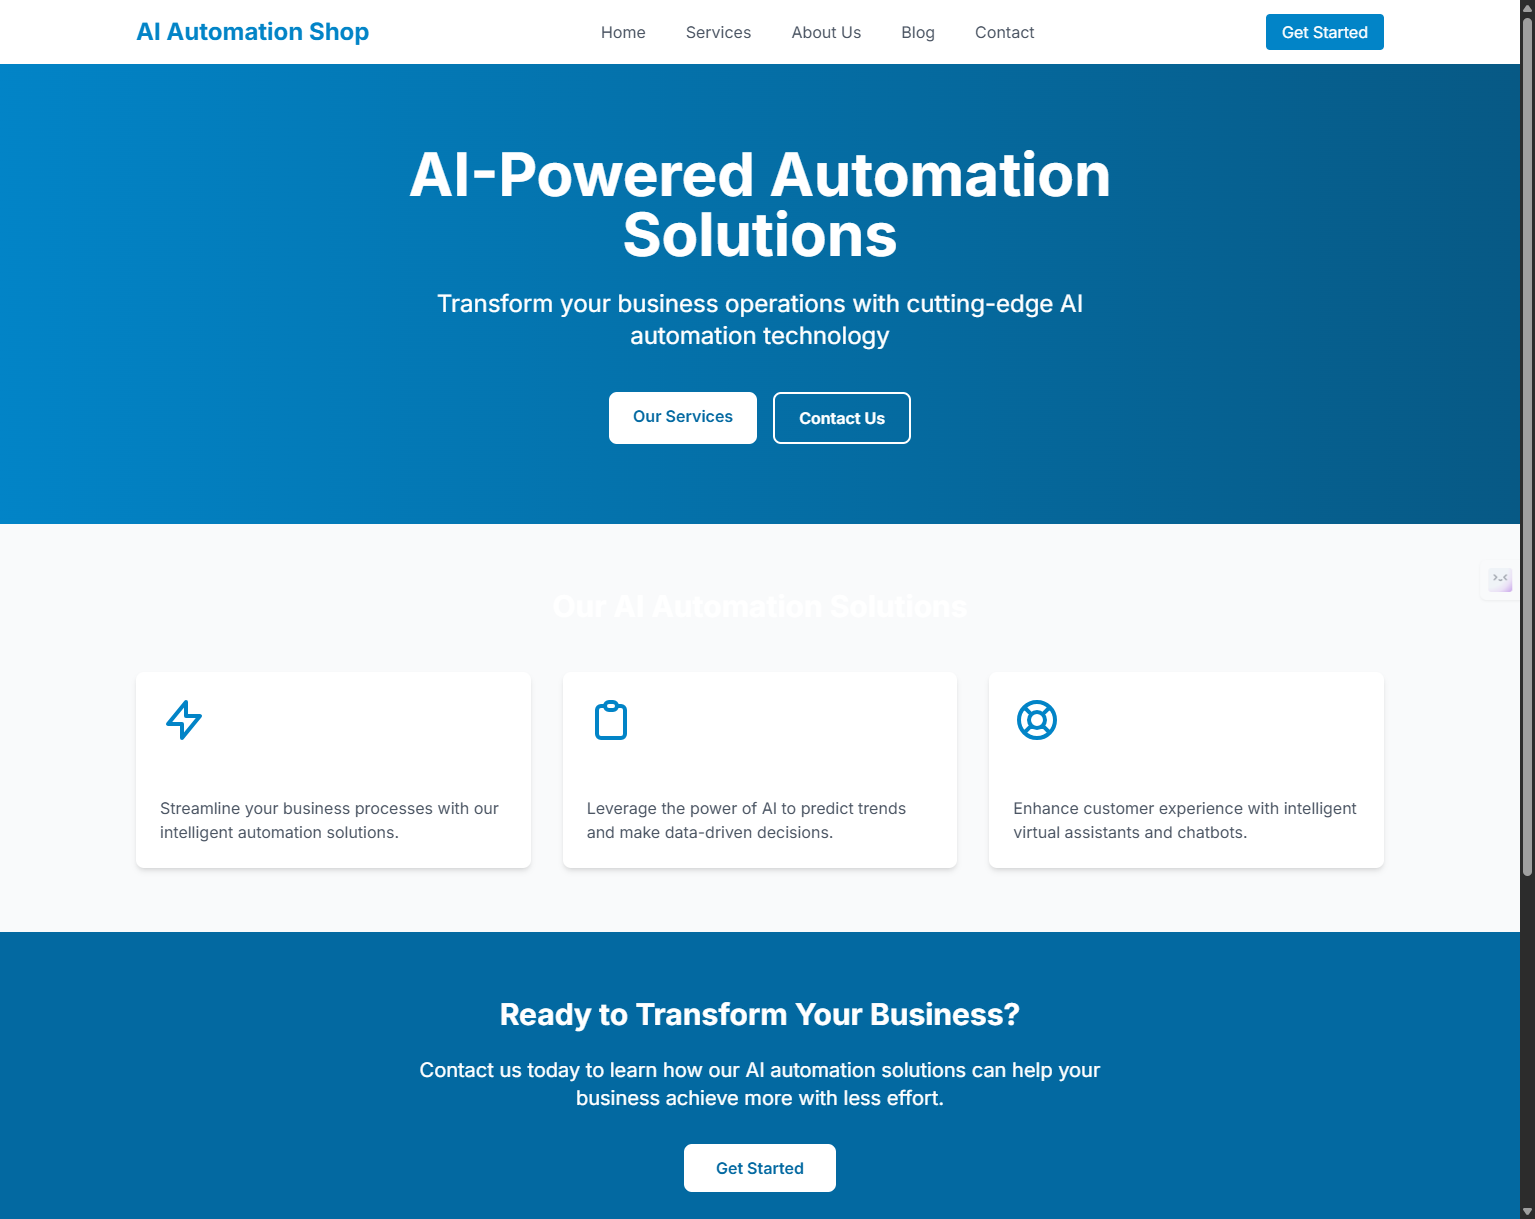 AI Automation Shop
Home
Services
About Us
Blog
Contact
Get Started
AI-Powered Automation
Solutions
Transform your business operations with cutting-edge AI
automation technology
Our Services
Contact Us
Our AI Automation Solutions
Streamline your business processes with our
intelligent automation solutions.
Leverage the power of AI to predict trends
and make data-driven decisions.
Enhance customer experience with intelligent
virtual assistants and chatbots.
Ready to Transform Your Business?
Contact us today to learn how our AI automation solutions can help your
business achieve more with less effort.
Get Started